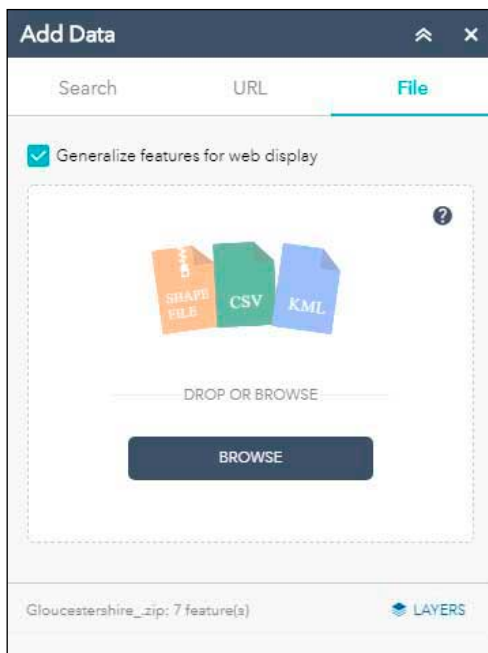 Add Data
Search URL File
Generalize features for web display
SHAPE FILE CSV KML
DROP OR BROWSE
BROWSE
Gloucestershire_.zip: 7 feature(s) LAYERS